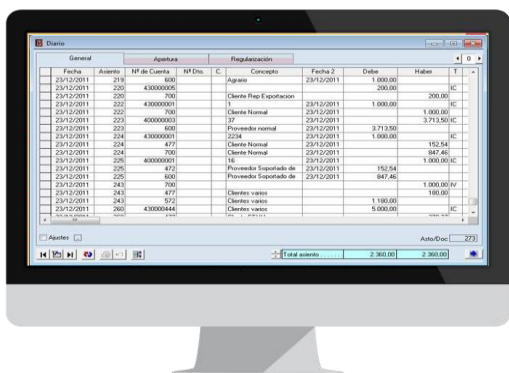 Diario
General Apertura Regularización 0
Fecha Asiento Nº de Cuenta Nº Dto. C. Concepto Fecha 2 Debe Haber T
23/12/2011 219 600 Agrario 23/12/2011 1.000,00
23/12/2011 220 430000005 200,00 IC
23/12/2011 220 700 Cliente Rep Exportacion 200,00
23/12/2011 222 430000001 1 23/12/2011 1.000,00 IC
23/12/2011 222 700 Cliente Normal 23/12/2011 1.000,00
23/12/2011 223 400000003 37 23/12/2011 3.713,50 IC
23/12/2011 223 600 Proveedor normal 23/12/2011 3.713,50
23/12/2011 224 430000001 2234 23/12/2011 1.000,00 IC
23/12/2011 224 477 Cliente Normal 23/12/2011 152,54
23/12/2011 224 700 Cliente Normal 23/12/2011 847,46
23/12/2011 225 400000001 16 23/12/2011 1.000,00 IC
23/12/2011 225 472 Proveedor Soportado de 23/12/2011 152,54
23/12/2011 225 600 Proveedor Soportado de 23/12/2011 847,46
23/12/2011 243 700 1.000,00 IV
23/12/2011 243 477 Clientes varios 180,00
23/12/2011 243 572 Clientes varios 1.180,00
23/12/2011 260 430000444 Clientes varios 5.000,00 IC
Ajustes ... Asto/Doc 273
Total asiento . . . . . . 2.360,00 2.360,00